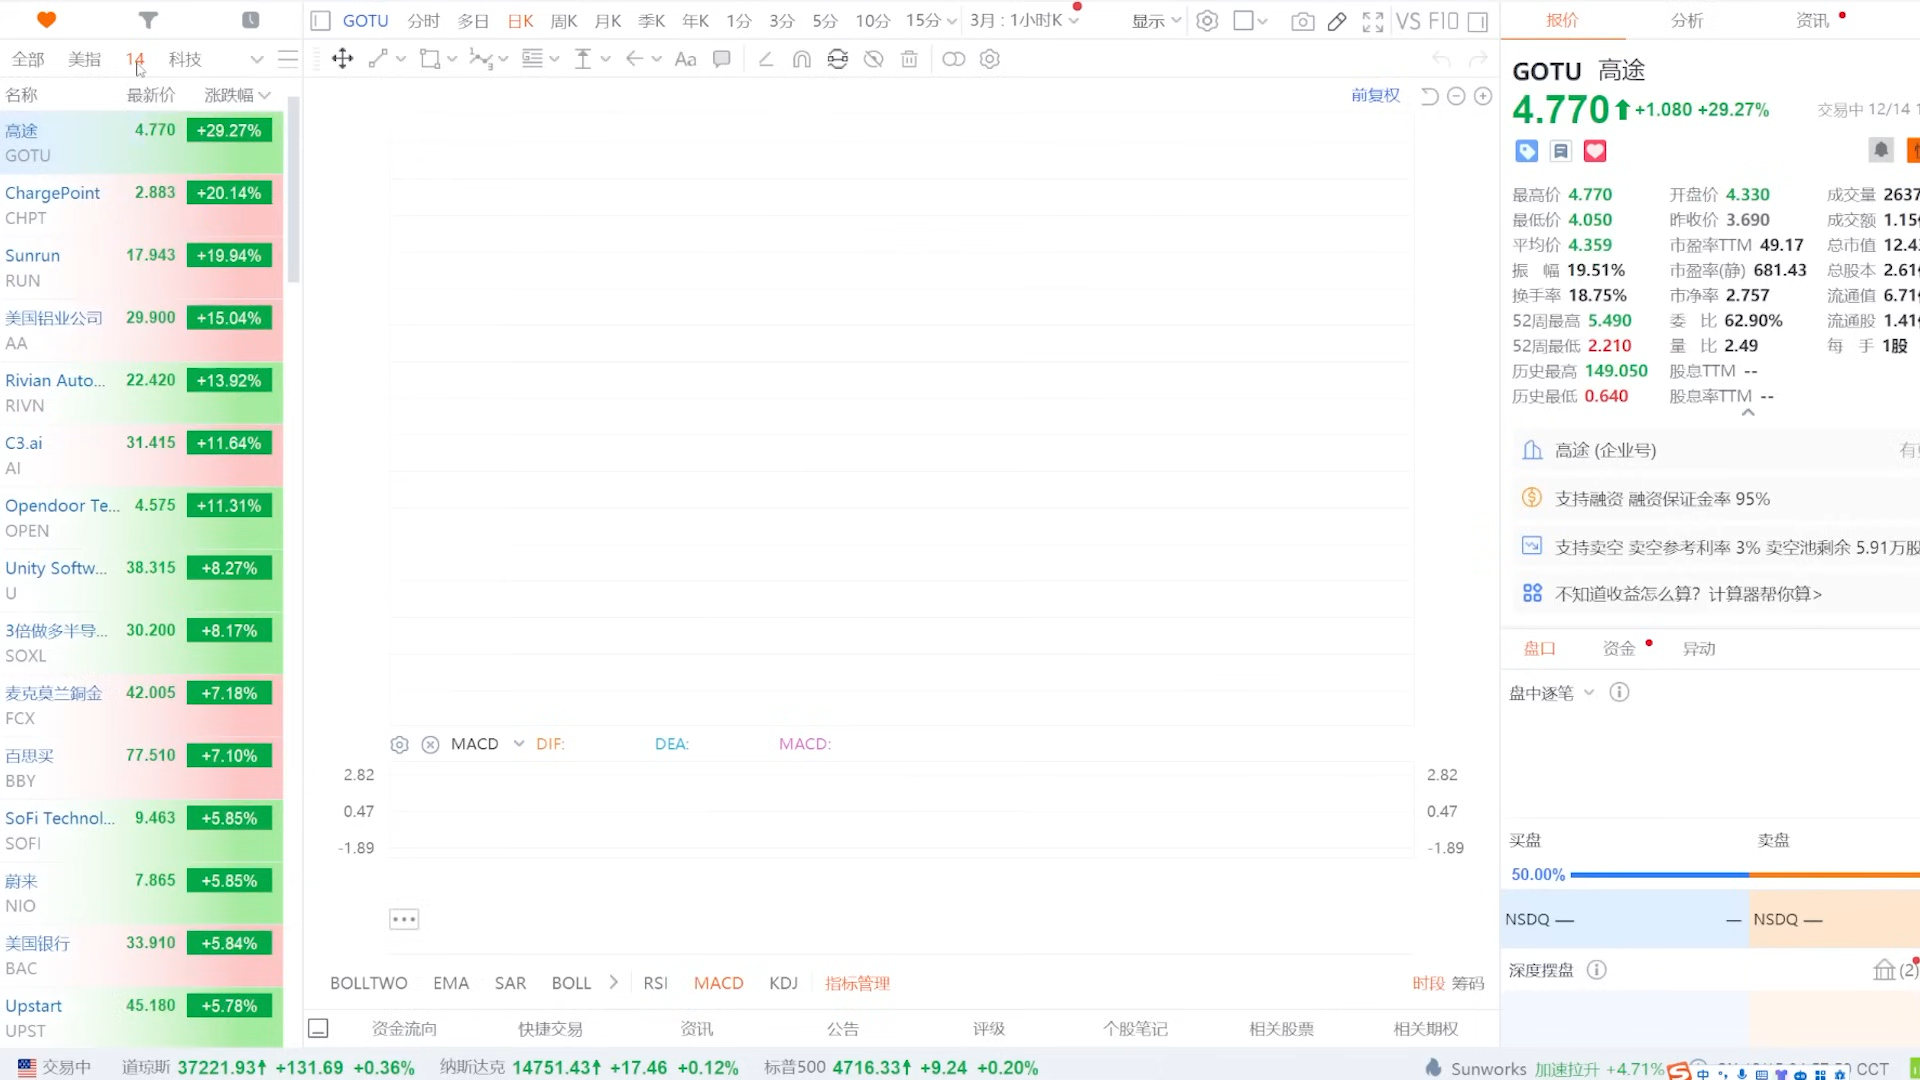 GOTU 分时 多日 日K 周K 月K 季K 年K 1分 3分 5分 10分 15分 3月 : 1小时K 显示 VS F10
报价 分析 资讯
全部 美指 14 科技
Aa
名称 最新价 涨跌幅
前复权
高途 4.770 +29.27%
GOTU
ChargePoint 2.883 +20.14%
CHPT
Sunrun 17.943 +19.94%
RUN
美国铝业公司 29.900 +15.04%
AA
Rivian Auto... 22.420 +13.92%
RIVN
C3.ai 31.415 +11.64%
AI
Opendoor Te... 4.575 +11.31%
OPEN
Unity Softw... 38.315 +8.27%
U
3倍做多半导... 30.200 +8.17%
SOXL
麦克莫兰銅金 42.005 +7.18%
FCX
百思买 77.510 +7.10%
BBY
SoFi Technol... 9.463 +5.85%
SOFI
蔚来 7.865 +5.85%
NIO
美国银行 33.910 +5.84%
BAC
Upstart 45.180 +5.78%
UPST
MACD DIF: DEA: MACD:
2.82 2.82
0.47 0.47
-1.89 -1.89
BOLLTWO EMA SAR BOLL RSI MACD KDJ 指标管理 时段 筹码
资金流向 快捷交易 资讯 公告 评级 个股笔记 相关股票 相关期权
GOTU 高途
4.770 +1.080 +29.27% 交易中 12/14
最高价 4.770 开盘价 4.330 成交量 2637
最低价 4.050 昨收价 3.690 成交额 1.15
平均价 4.359 市盈率TTM 49.17 总市值 12.4
振 幅 19.51% 市盈率(静) 681.43 总股本 2.61
换手率 18.75% 市净率 2.757 流通值 6.71
52周最高 5.490 委 比 62.90% 流通股 1.41
52周最低 2.210 量 比 2.49 每 手 1股
历史最高 149.050 股息TTM --
历史最低 0.640 股息率TTM --
高途 (企业号)
支持融资 融资保证金率 95%
支持卖空 卖空参考利率 3% 卖空池剩余 5.91万股
不知道收益怎么算? 计算器帮你算>
盘口 资金 异动
盘中逐笔
买盘 卖盘
50.00%
NSDQ — — NSDQ —
深度摆盘 (2)
交易中 道琼斯 37221.93 +131.69 +0.36% 纳斯达克 14751.43 +17.46 +0.12% 标普500 4716.33 +9.24 +0.20% Sunworks 加速拉升 +4.71% CCT